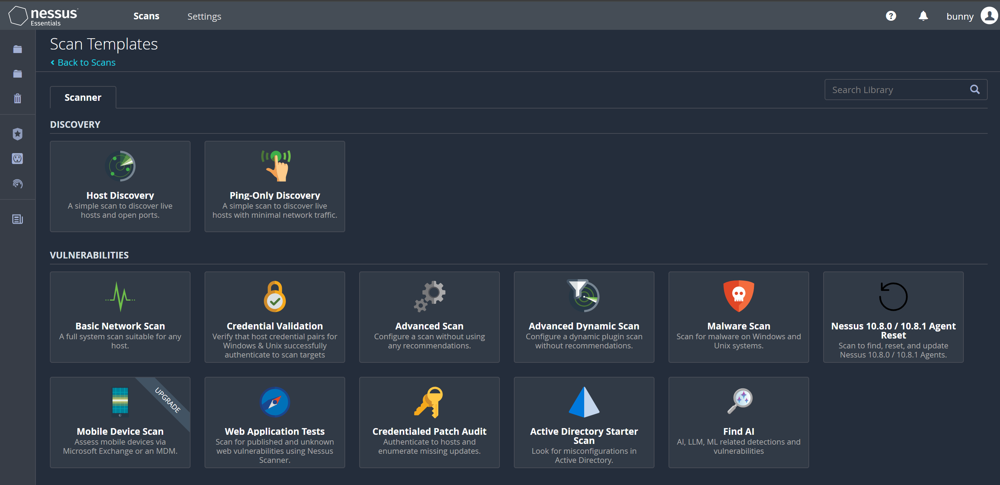 nessus
Essentials
Scans
Settings
bunny
Scan Templates
Back to Scans
Scanner
Search Library
DISCOVERY
Host Discovery
A simple scan to discover live
hosts and open ports.
Ping-Only Discovery
A simple scan to discover live
hosts with minimal network traffic.
VULNERABILITIES
Basic Network Scan
A full system scan suitable for any
host.
Credential Validation
Verify that host credential pairs for
Windows & Unix successfully
authenticate to scan targets
Advanced Scan
Configure a scan without using
any recommendations.
Advanced Dynamic Scan
Configure a dynamic plugin scan
without recommendations.
Malware Scan
Scan for malware on Windows and
Unix systems.
Nessus 10.8.0 / 10.8.1 Agent
Reset
Scan to find, reset, and update
Nessus 10.8.0 / 10.8.1 Agents.
UPGRADE
Mobile Device Scan
Assess mobile devices via
Microsoft Exchange or an MDM.
Web Application Tests
Scan for published and unknown
web vulnerabilities using Nessus
Scanner.
Credentialed Patch Audit
Authenticate to hosts and
enumerate missing updates.
Active Directory Starter
Scan
Look for misconfigurations in
Active Directory.
Find AI
AI, LLM, ML related detections and
vulnerabilities